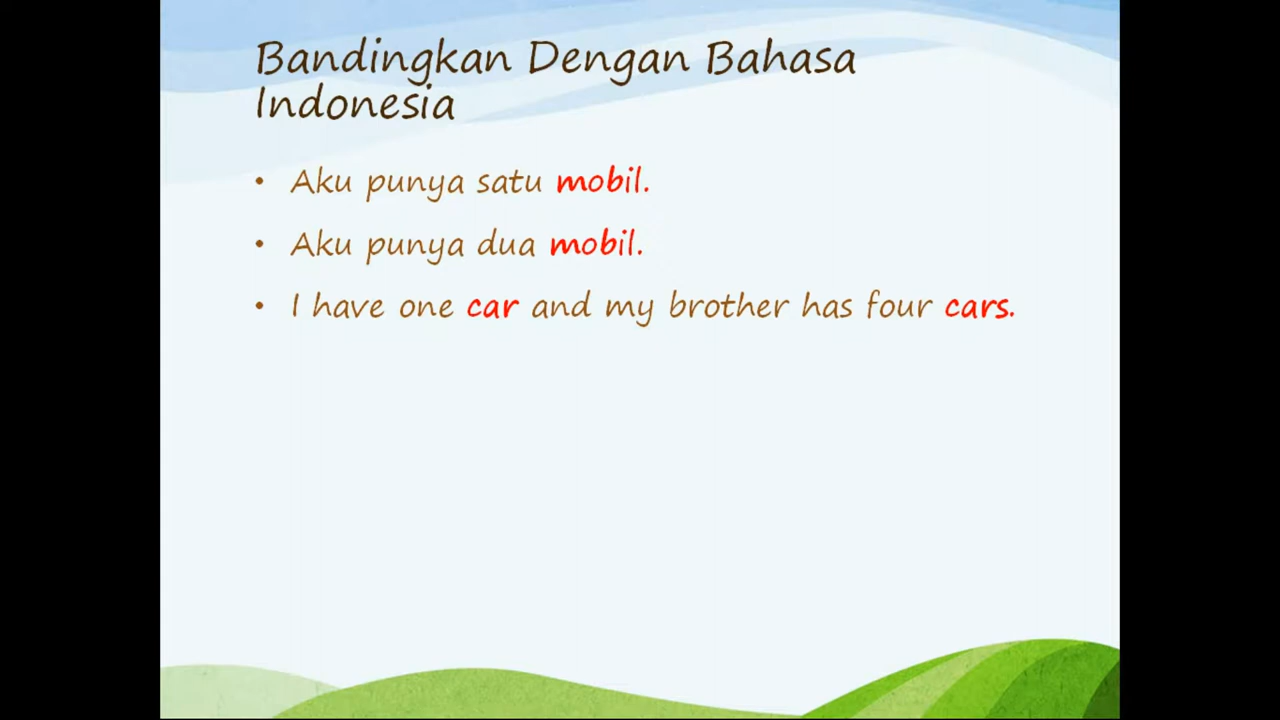 Bandingkan Dengan Bahasa
Indonesia
• Aku punya satu mobil.
• Aku punya dua mobil.
• I have one car and my brother has four cars.